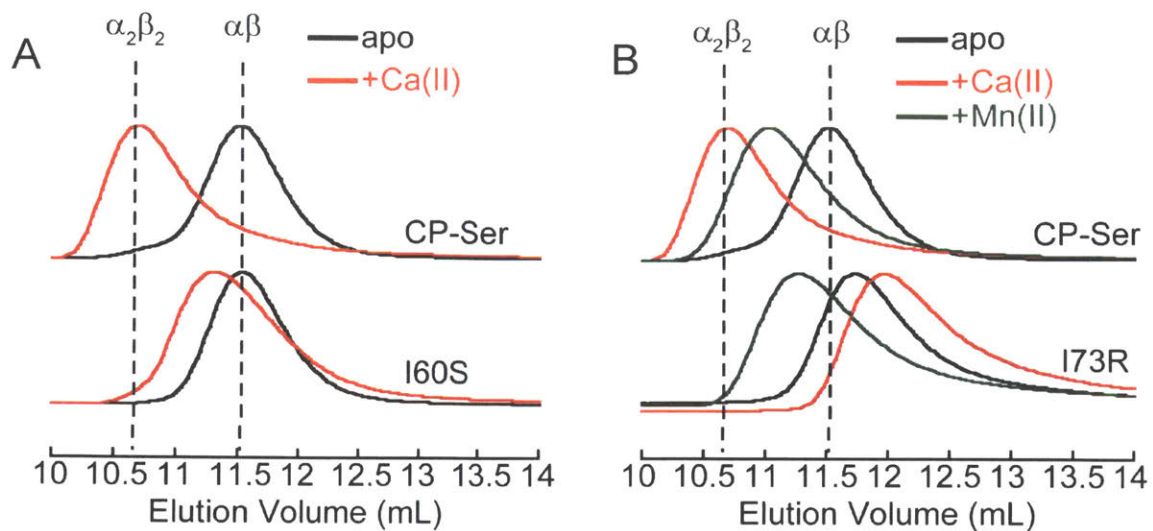 A
α₂β₂ αβ
apo
+Ca(II)
CP-Ser
I60S
10 10.5 11 11.5 12 12.5 13 13.5 14
Elution Volume (mL)
B
α₂β₂ αβ
apo
+Ca(II)
+Mn(II)
CP-Ser
I73R
10 10.5 11 11.5 12 12.5 13 13.5 14
Elution Volume (mL)